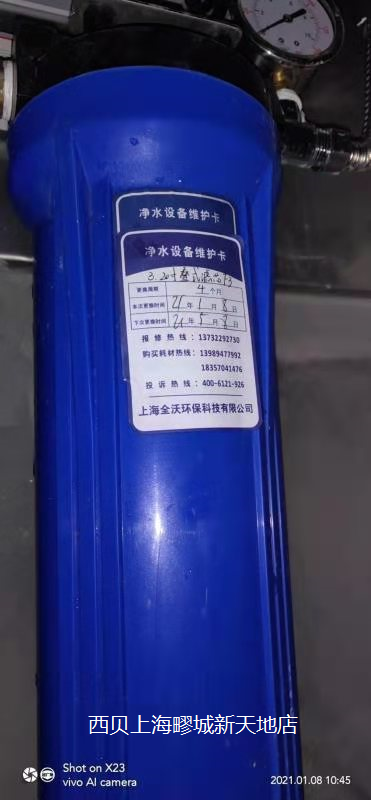 净水设备维护卡
净水设备维护卡
更换周期 4 个月
本次更换时间 21 年 1 月 8 日
下次更换时间 21 年 5 月 8 日
报修热线：13732292730
购买耗材热线：13989477992
18357041476
投诉热线：400-6121-926
上海全沃环保科技有限公司
西贝上海疁城新天地店
Shot on X23
vivo AI camera
2021.01.08 10:45